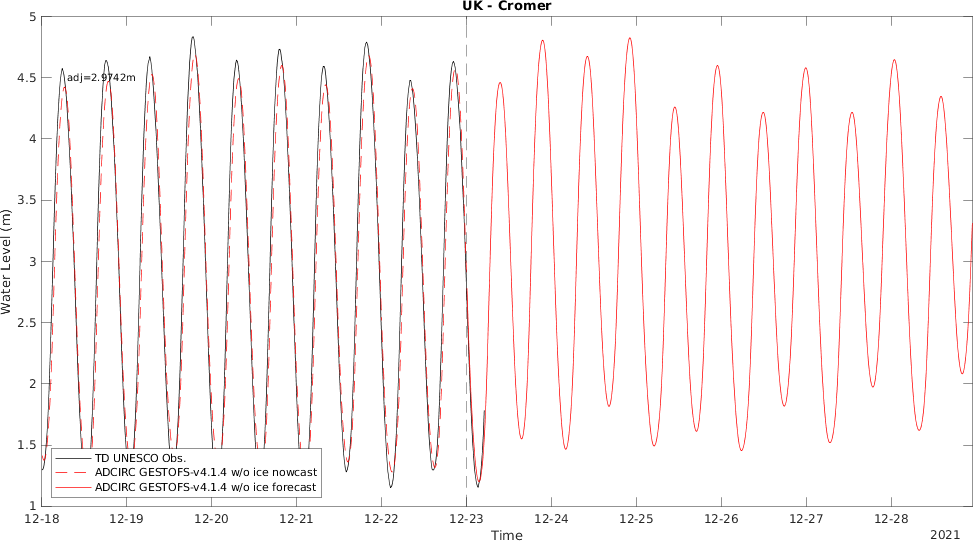 UK - Cromer
5
4.5
4
3.5
3
2.5
2
1.5
1
Water Level (m)
adj=2.9742m
TD UNESCO Obs.
ADCIRC GESTOFS-v4.1.4 w/o ice nowcast
ADCIRC GESTOFS-v4.1.4 w/o ice forecast
12-18 12-19 12-20 12-21 12-22 12-23 12-24 12-25 12-26 12-27 12-28
Time
2021